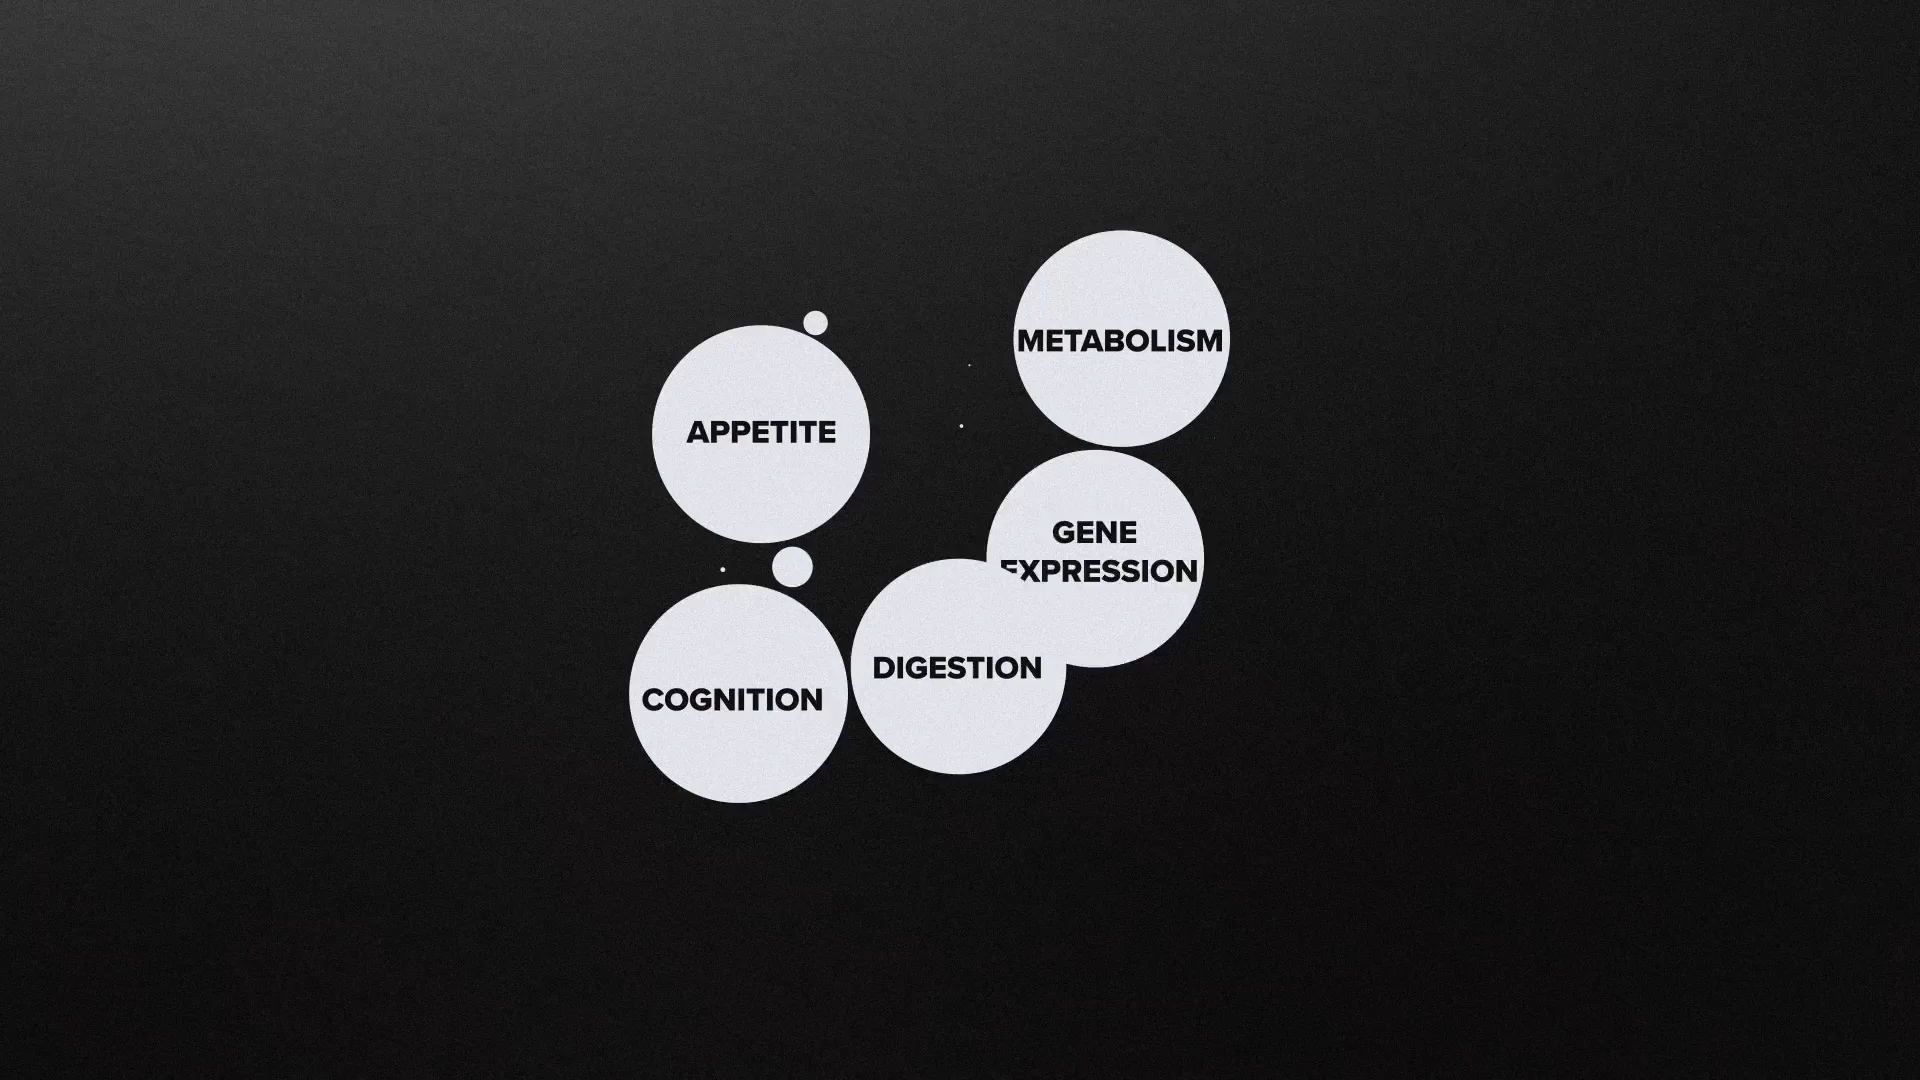 METABOLISM
APPETITE
GENE
EXPRESSION
DIGESTION
COGNITION